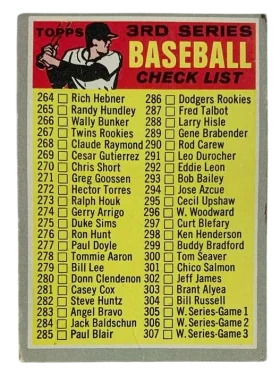 TOPPS 3RD SERIES
BASEBALL
CHECK LIST
264 Rich Hebner
265 Randy Hundley
266 Wally Bunker
267 Twins Rookies
268 Claude Raymond
269 Cesar Gutierrez
270 Chris Short
271 Greg Goossen
272 Hector Torres
273 Ralph Houk
274 Gerry Arrigo
275 Duke Sims
276 Ron Hunt
277 Paul Doyle
278 Tommie Aaron
279 Bill Lee
280 Donn Clendenon
281 Casey Cox
282 Steve Huntz
283 Angel Bravo
284 Jack Baldschun
285 Paul Blair
286 Dodgers Rookies
287 Fred Talbot
288 Larry Hisle
289 Gene Brabender
290 Rod Carew
291 Leo Durocher
292 Eddie Leon
293 Bob Bailey
294 Jose Azcue
295 Cecil Upshaw
296 W. Woodward
297 Curt Blefary
298 Ken Henderson
299 Buddy Bradford
300 Tom Seaver
301 Chico Salmon
302 Jeff James
303 Brant Alyea
304 Bill Russell
305 W. Series-Game 1
306 W. Series-Game 2
307 W. Series-Game 3